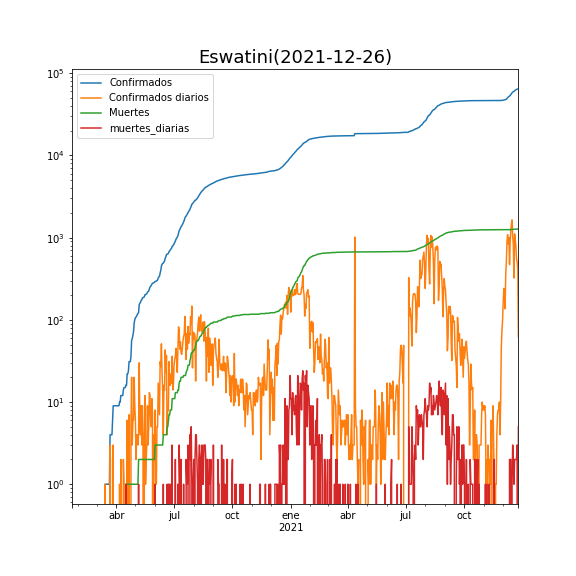 Eswatini(2021-12-26)
Confirmados
Confirmados diarios
Muertes
muertes_diarias
10^5
10^4
10^3
10^2
10^1
10^0
abr jul oct ene abr jul oct
2021